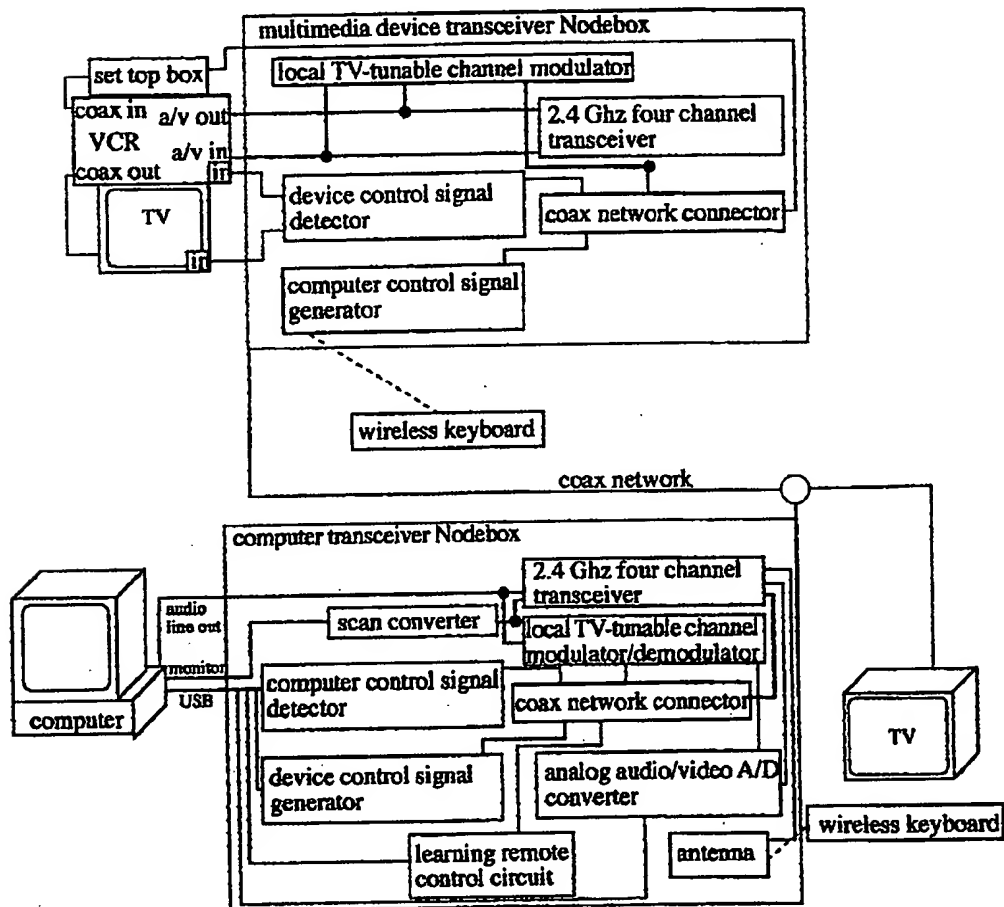 multimedia device transceiver Nodebox
set top box
local TV-tunable channel modulator
coax in
a/v out
VCR
a/v in
coax out
ir
2.4 Ghz four channel
transceiver
TV
ir
device control signal
detector
coax network connector
computer control signal
generator
wireless keyboard
coax network
computer transceiver Nodebox
2.4 Ghz four channel
transceiver
audio
line out
scan converter
local TV-tunable channel
modulator/demodulator
monitor
USB
computer
computer control signal
detector
coax network connector
TV
device control signal
generator
analog audio/video A/D
converter
wireless keyboard
learning remote
control circuit
antenna